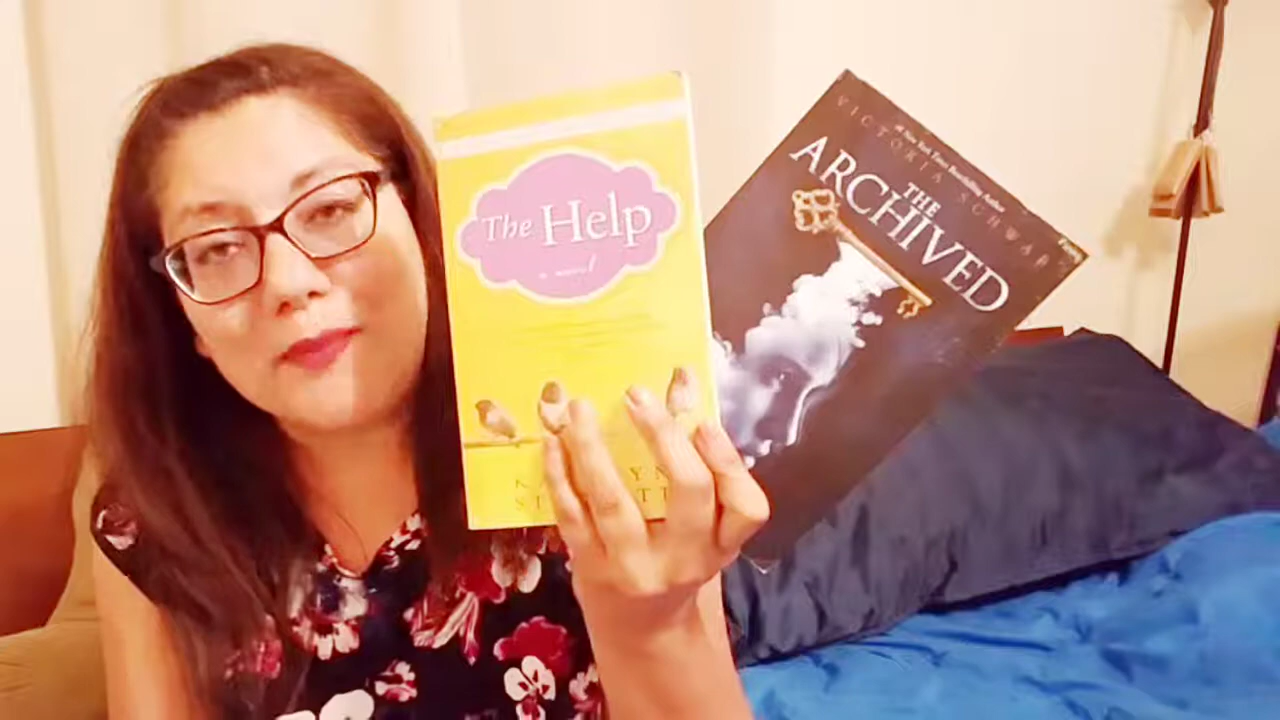 The Help
a novel
VICTORIA SCHWAB
#1 New York Times Bestselling Author
THE
ARCHIVED